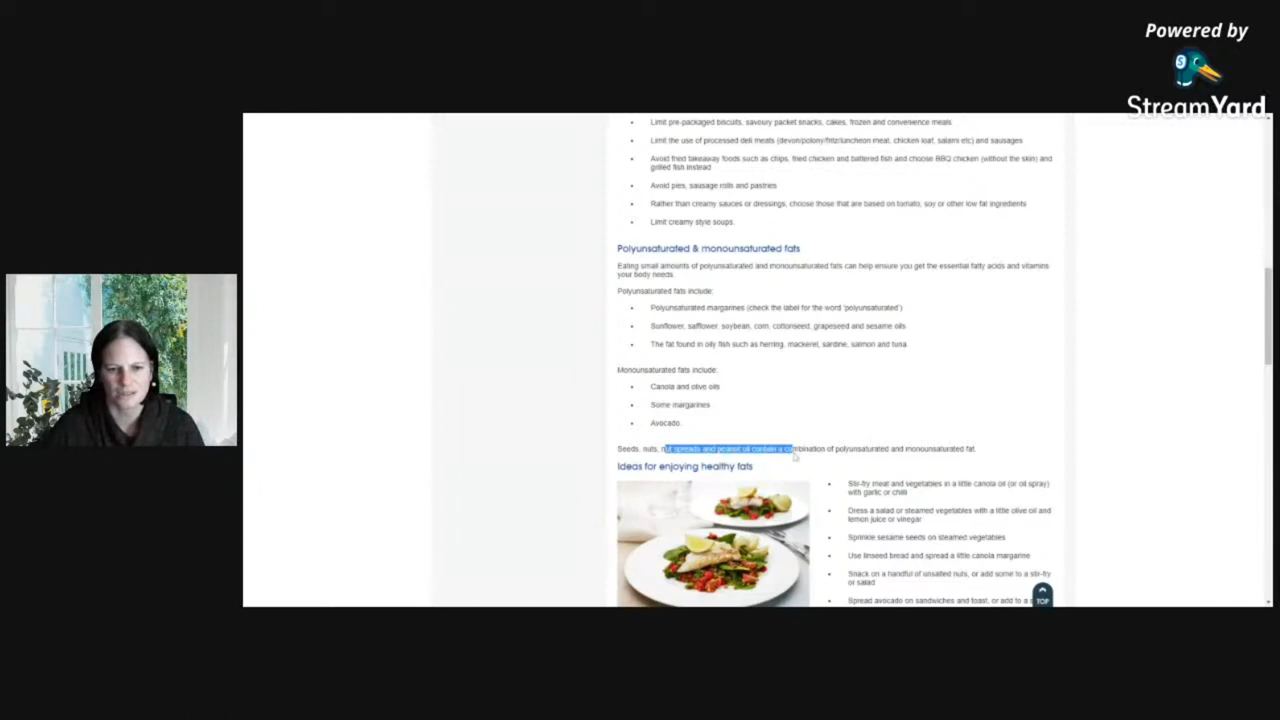 Powered by
StreamYard
Limit pre-packaged biscuits, savoury packet snacks, cakes, frozen and convenience meals
Limit the use of processed deli meats (devon/polony/fritz/luncheon meat, chicken loaf, salami etc) and sausages
Avoid fried takeaway foods such as chips, fried chicken and battered fish and choose BBQ chicken (without the skin) and
grilled fish instead
Avoid pies, sausage rolls and pastries
Rather than creamy sauces or dressings, choose those that are based on tomato, soy or other low fat ingredients
Limit creamy style soups.
Polyunsaturated & monounsaturated fats
Eating small amounts of polyunsaturated and monounsaturated fats can help ensure you get the essential fatty acids and vitamins
your body needs.
Polyunsaturated fats include:
Polyunsaturated margarines (check the label for the word 'polyunsaturated')
Sunflower, safflower, soybean, corn, cottonseed, grapeseed and sesame oils
The fat found in oily fish such as herring, mackerel, sardine, salmon and tuna
Monounsaturated fats include:
Canola and olive oils
Some margarines
Avocado.
Seeds, nuts, nut spreads and peanut oil contain a combination of polyunsaturated and monounsaturated fat.
Ideas for enjoying healthy fats
Stir-fry meat and vegetables in a little canola oil (or oil spray)
with garlic or chilli
Dress a salad or steamed vegetables with a little olive oil and
lemon juice or vinegar
Sprinkle sesame seeds on steamed vegetables
Use linseed bread and spread a little canola margarine
Snack on a handful of unsalted nuts, or add some to a stir-fry
or salad
Spread avocado on sandwiches and toast, or add to a
TOP